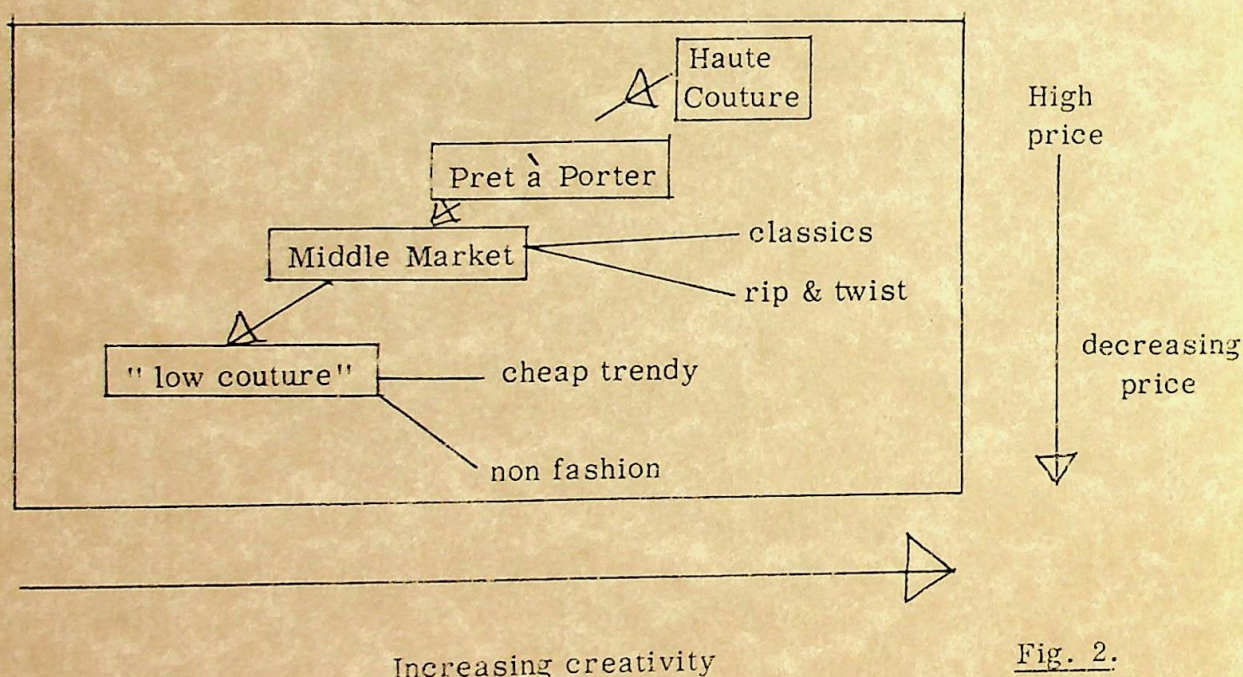 Haute
Couture
High
price
Pret à Porter
classics
Middle Market
rip & twist
decreasing
price
" low couture"
cheap trendy
non fashion
Increasing creativity
Fig. 2.